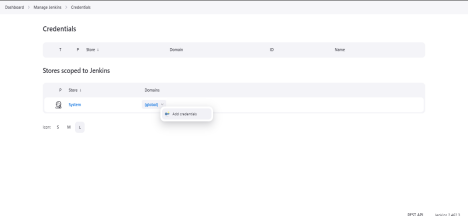 Dashboard > Manage Jenkins > Credentials
Credentials
T P Store ↓ Domain ID Name
Stores scoped to Jenkins
P Store ↓ Domains
System (global)
Add credentials
Icon: S M L
REST API